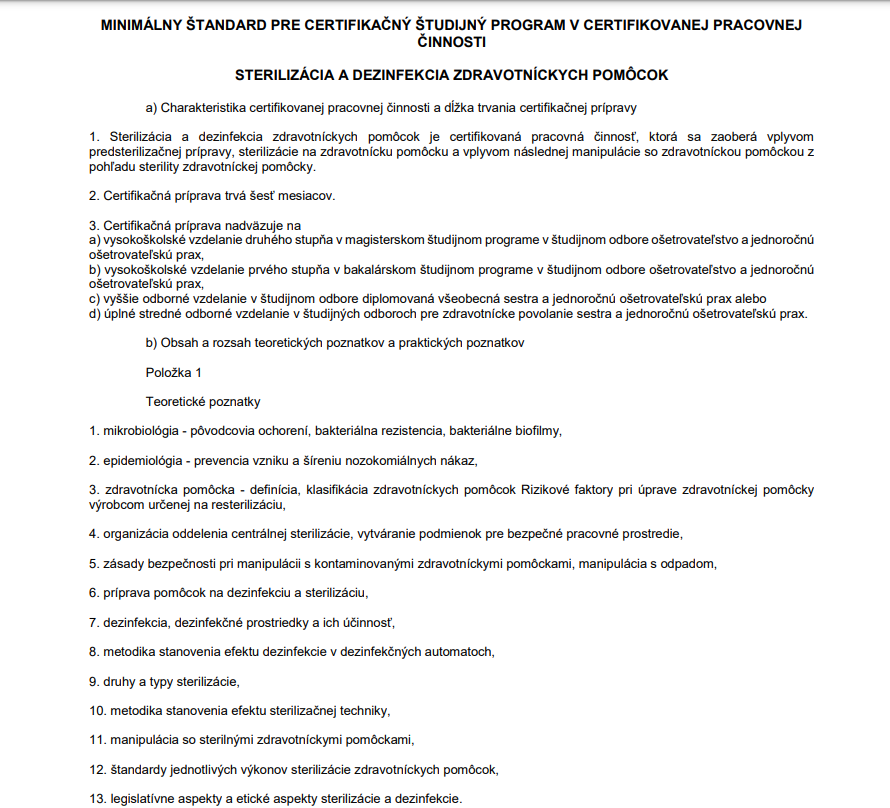 MINIMÁLNY ŠTANDARD PRE CERTIFIKAČNÝ ŠTUDIJNÝ PROGRAM V CERTIFIKOVANEJ PRACOVNEJ
ČINNOSTI
STERILIZÁCIA A DEZINFEKCIA ZDRAVOTNÍCKYCH POMÔCOK
a) Charakteristika certifikovanej pracovnej činnosti a dĺžka trvania certifikačnej prípravy
1. Sterilizácia a dezinfekcia zdravotníckych pomôcok je certifikovaná pracovná činnosť, ktorá sa zaoberá vplyvom
predsterilizačnej prípravy, sterilizácie na zdravotnícku pomôcku a vplyvom následnej manipulácie so zdravotníckou pomôckou z
pohľadu sterility zdravotníckej pomôcky.
2. Certifikačná príprava trvá šesť mesiacov.
3. Certifikačná príprava nadväzuje na
a) vysokoškolské vzdelanie druhého stupňa v magisterskom študijnom programe v študijnom odbore ošetrovateľstvo a jednoročnú
ošetrovateľskú prax,
b) vysokoškolské vzdelanie prvého stupňa v bakalárskom študijnom programe v študijnom odbore ošetrovateľstvo a jednoročnú
ošetrovateľskú prax,
c) vyššie odborné vzdelanie v študijnom odbore diplomovaná všeobecná sestra a jednoročnú ošetrovateľskú prax alebo
d) úplné stredné odborné vzdelanie v študijných odboroch pre zdravotnícke povolanie sestra a jednoročnú ošetrovateľskú prax.
b) Obsah a rozsah teoretických poznatkov a praktických poznatkov
Položka 1
Teoretické poznatky
1. mikrobiológia - pôvodcovia ochorení, bakteriálna rezistencia, bakteriálne biofilmy,
2. epidemiológia - prevencia vzniku a šíreniu nozokomiálnych nákaz,
3. zdravotnícka pomôcka - definícia, klasifikácia zdravotníckych pomôcok Rizikové faktory pri úprave zdravotníckej pomôcky
výrobcom určenej na resterilizáciu,
4. organizácia oddelenia centrálnej sterilizácie, vytváranie podmienok pre bezpečné pracovné prostredie,
5. zásady bezpečnosti pri manipulácii s kontaminovanými zdravotníckymi pomôckami, manipulácia s odpadom,
6. príprava pomôcok na dezinfekciu a sterilizáciu,
7. dezinfekcia, dezinfekčné prostriedky a ich účinnosť,
8. metodika stanovenia efektu dezinfekcie v dezinfekčných automatoch,
9. druhy a typy sterilizácie,
10. metodika stanovenia efektu sterilizačnej techniky,
11. manipulácia so sterilnými zdravotníckymi pomôckami,
12. štandardy jednotlivých výkonov sterilizácie zdravotníckych pomôcok,
13. legislatívne aspekty a etické aspekty sterilizácie a dezinfekcie.